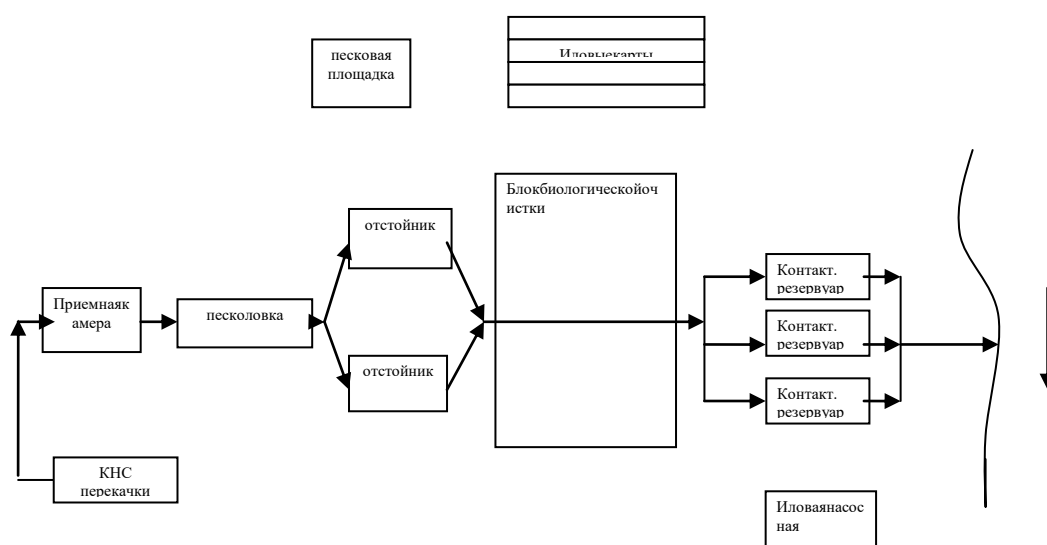 песковая
площадка
Иловыекарты
Блокбиологическойоч
истки
отстойник
Контакт.
резервуар
Приемнаяк
амера
песколовка
Контакт.
резервуар
отстойник
Контакт.
резервуар
КНС
перекачки
Иловаянасос
ная